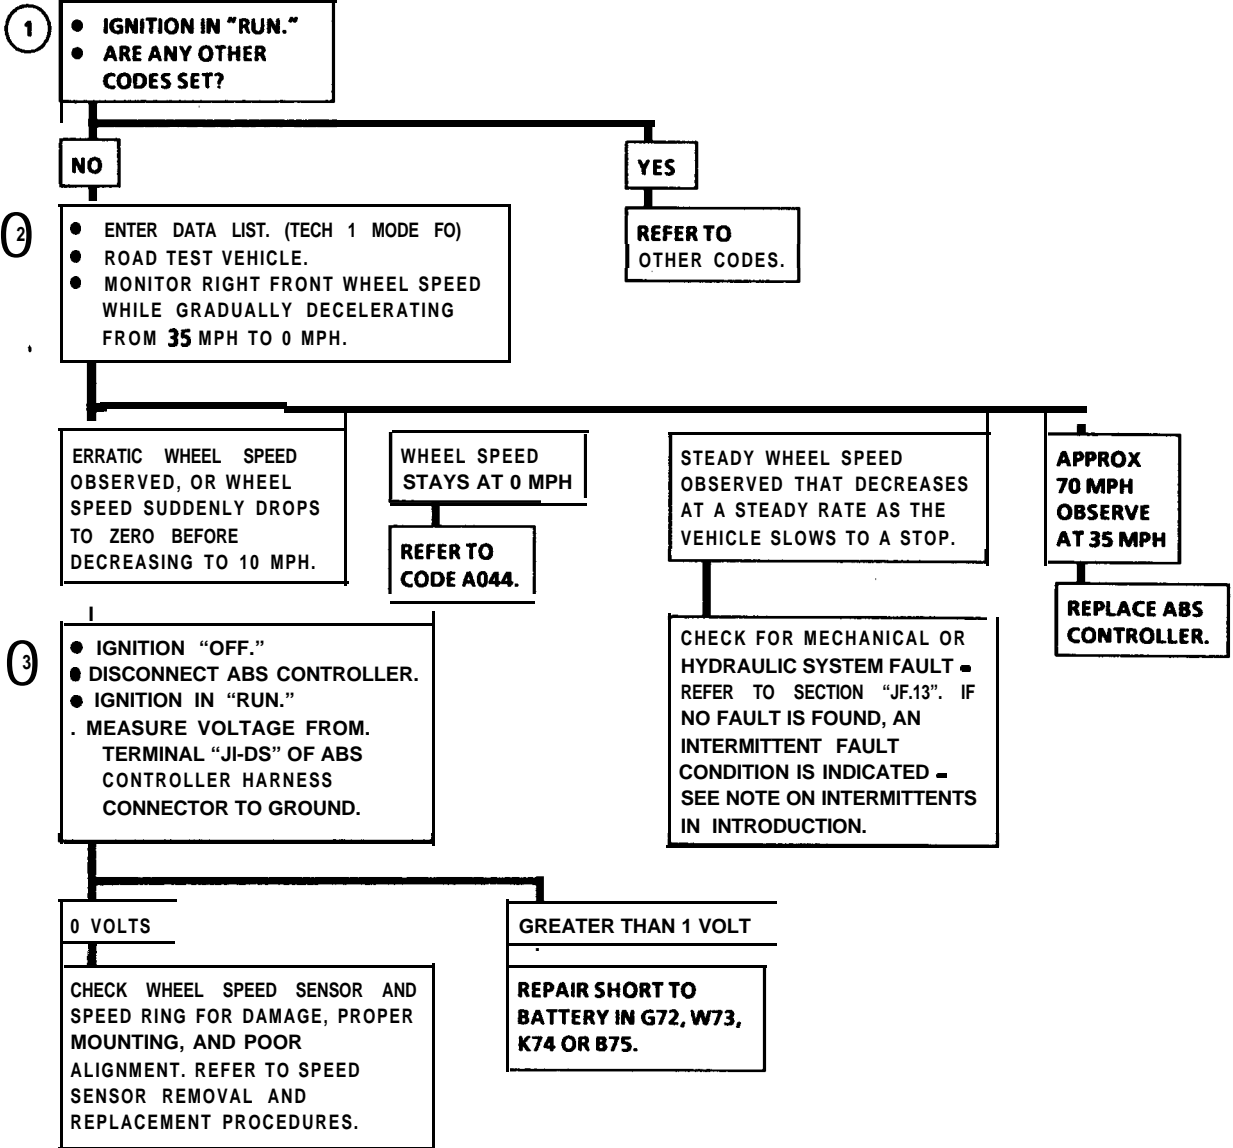 1
• IGNITION IN "RUN."
• ARE ANY OTHER
CODES SET?
NO
YES
REFER TO
OTHER CODES.
2
• ENTER DATA LIST. (TECH 1 MODE FO)
• ROAD TEST VEHICLE.
• MONITOR RIGHT FRONT WHEEL SPEED
WHILE GRADUALLY DECELERATING
FROM 35 MPH TO 0 MPH.
ERRATIC WHEEL SPEED
OBSERVED, OR WHEEL
SPEED SUDDENLY DROPS
TO ZERO BEFORE
DECREASING TO 10 MPH.
WHEEL SPEED
STAYS AT 0 MPH
REFER TO
CODE A044.
STEADY WHEEL SPEED
OBSERVED THAT DECREASES
AT A STEADY RATE AS THE
VEHICLE SLOWS TO A STOP.
APPROX
70 MPH
OBSERVE
AT 35 MPH
REPLACE ABS
CONTROLLER.
CHECK FOR MECHANICAL OR
HYDRAULIC SYSTEM FAULT –
REFER TO SECTION "JF.13". IF
NO FAULT IS FOUND, AN
INTERMITTENT FAULT
CONDITION IS INDICATED –
SEE NOTE ON INTERMITTENTS
IN INTRODUCTION.
3
• IGNITION "OFF."
• DISCONNECT ABS CONTROLLER.
• IGNITION IN "RUN."
. MEASURE VOLTAGE FROM.
TERMINAL "JI-DS" OF ABS
CONTROLLER HARNESS
CONNECTOR TO GROUND.
0 VOLTS
GREATER THAN 1 VOLT
CHECK WHEEL SPEED SENSOR AND
SPEED RING FOR DAMAGE, PROPER
MOUNTING, AND POOR
ALIGNMENT. REFER TO SPEED
SENSOR REMOVAL AND
REPLACEMENT PROCEDURES.
REPAIR SHORT TO
BATTERY IN G72, W73,
K74 OR B75.